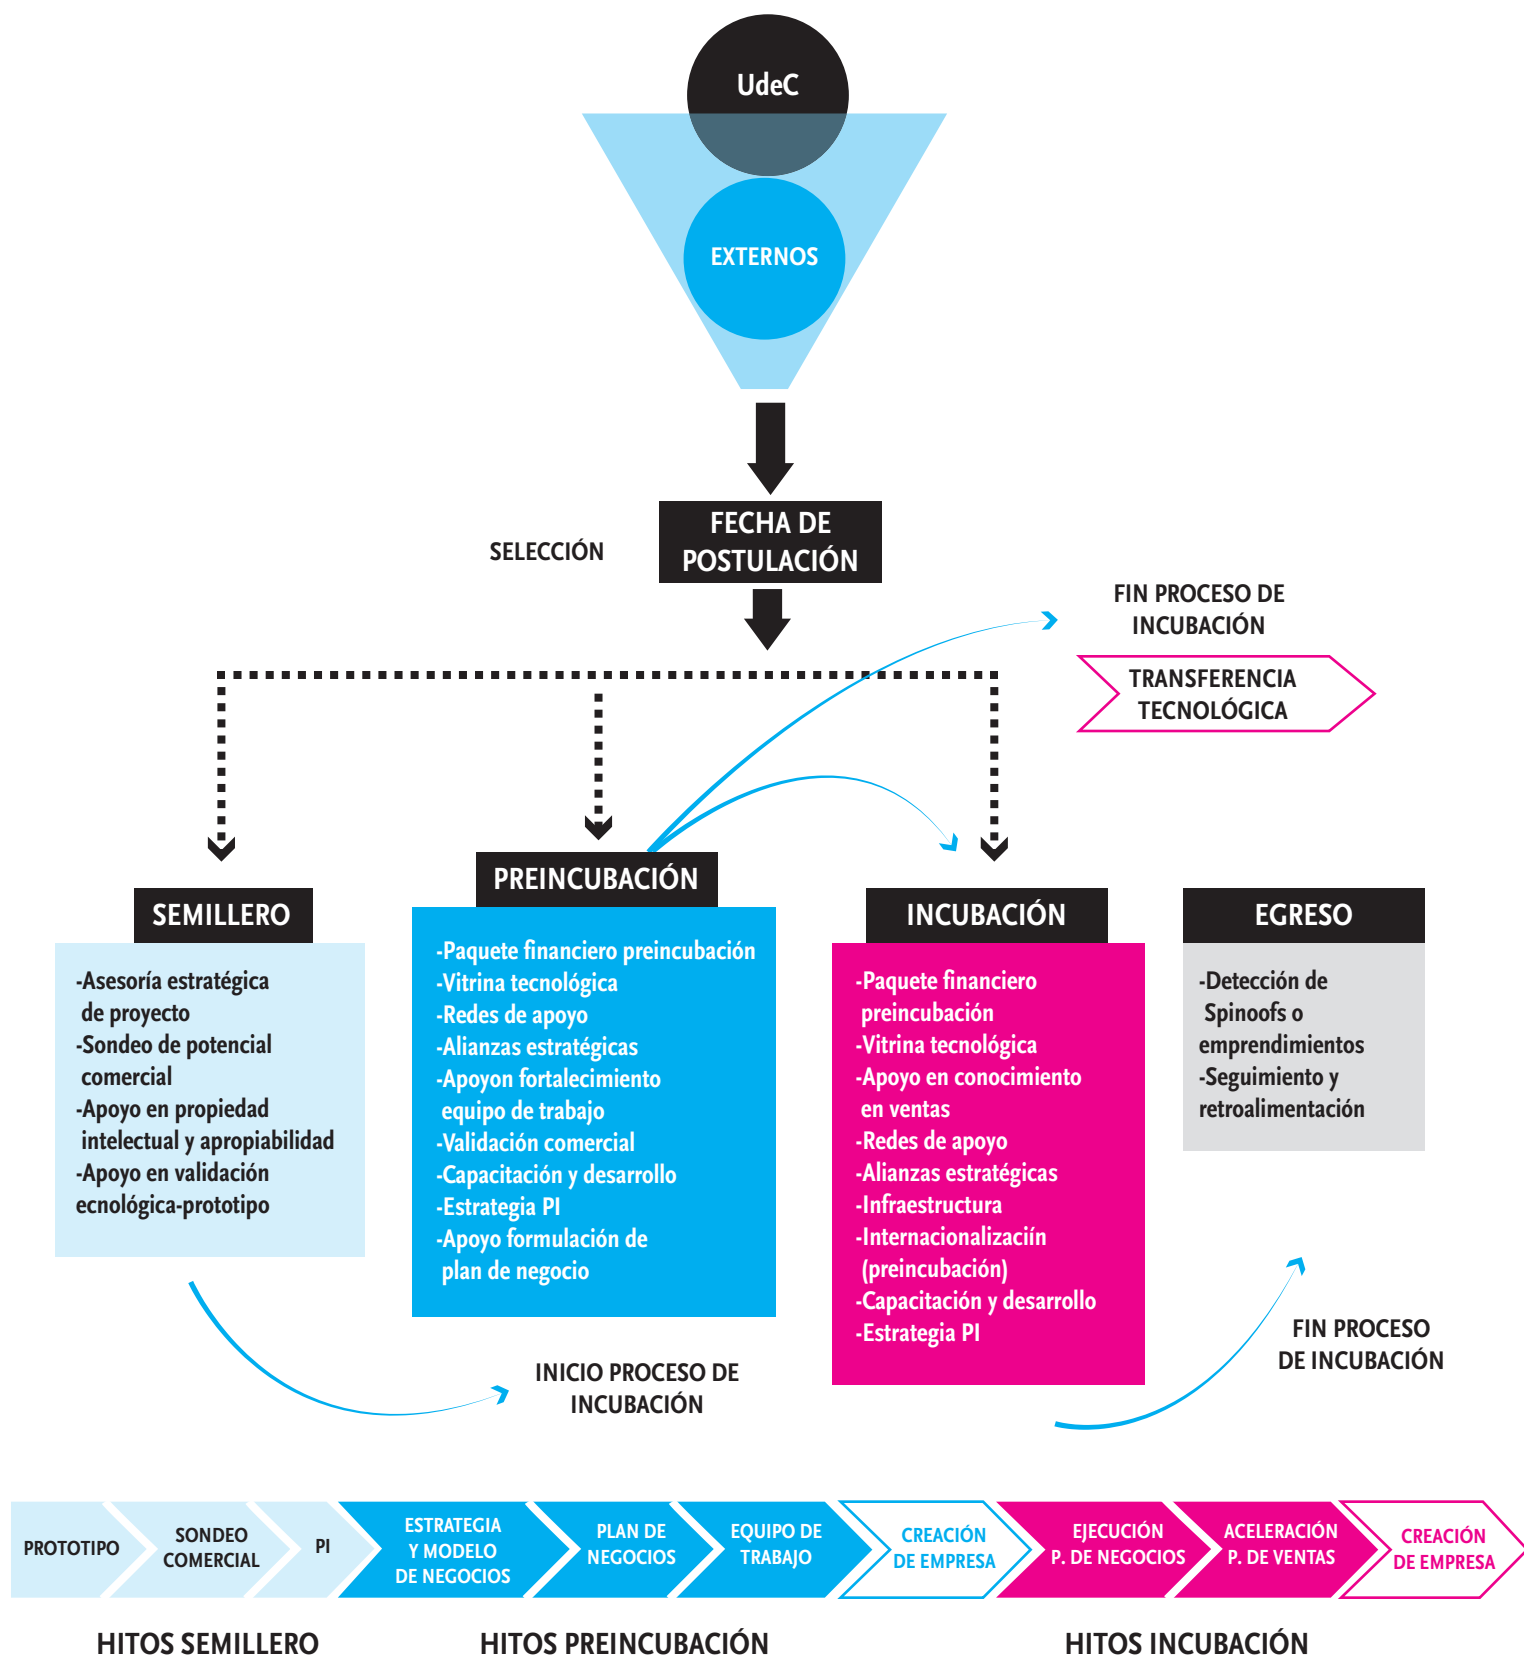 UdeC
EXTERNOS
SELECCIÓN
FECHA DE
POSTULACIÓN
FIN PROCESO DE
INCUBACIÓN
TRANSFERENCIA
TECNOLÓGICA
SEMILLERO
-Asesoría estratégica
de proyecto
-Sondeo de potencial
comercial
-Apoyo en propiedad
intelectual y apropiabilidad
-Apoyo en validación
ecnológica-prototipo
PREINCUBACIÓN
-Paquete financiero preincubación
-Vitrina tecnológica
-Redes de apoyo
-Alianzas estratégicas
-Apoyon fortalecimiento
equipo de trabajo
-Validación comercial
-Capacitación y desarrollo
-Estrategia PI
-Apoyo formulación de
plan de negocio
INCUBACIÓN
-Paquete financiero
preincubación
-Vitrina tecnológica
-Apoyo en conocimiento
en ventas
-Redes de apoyo
-Alianzas estratégicas
-Infraestructura
-Internacionalizaciín
(preincubación)
-Capacitación y desarrollo
-Estrategia PI
EGRESO
-Detección de
Spinoofs o
emprendimientos
-Seguimiento y
retroalimentación
INICIO PROCESO DE
INCUBACIÓN
FIN PROCESO
DE INCUBACIÓN
PROTOTIPO
SONDEO
COMERCIAL
PI
ESTRATEGIA
Y MODELO
DE NEGOCIOS
PLAN DE
NEGOCIOS
EQUIPO DE
TRABAJO
CREACIÓN
DE EMPRESA
EJECUCIÓN
P. DE NEGOCIOS
ACELERACIÓN
P. DE VENTAS
CREACIÓN
DE EMPRESA
HITOS SEMILLERO
HITOS PREINCUBACIÓN
HITOS INCUBACIÓN